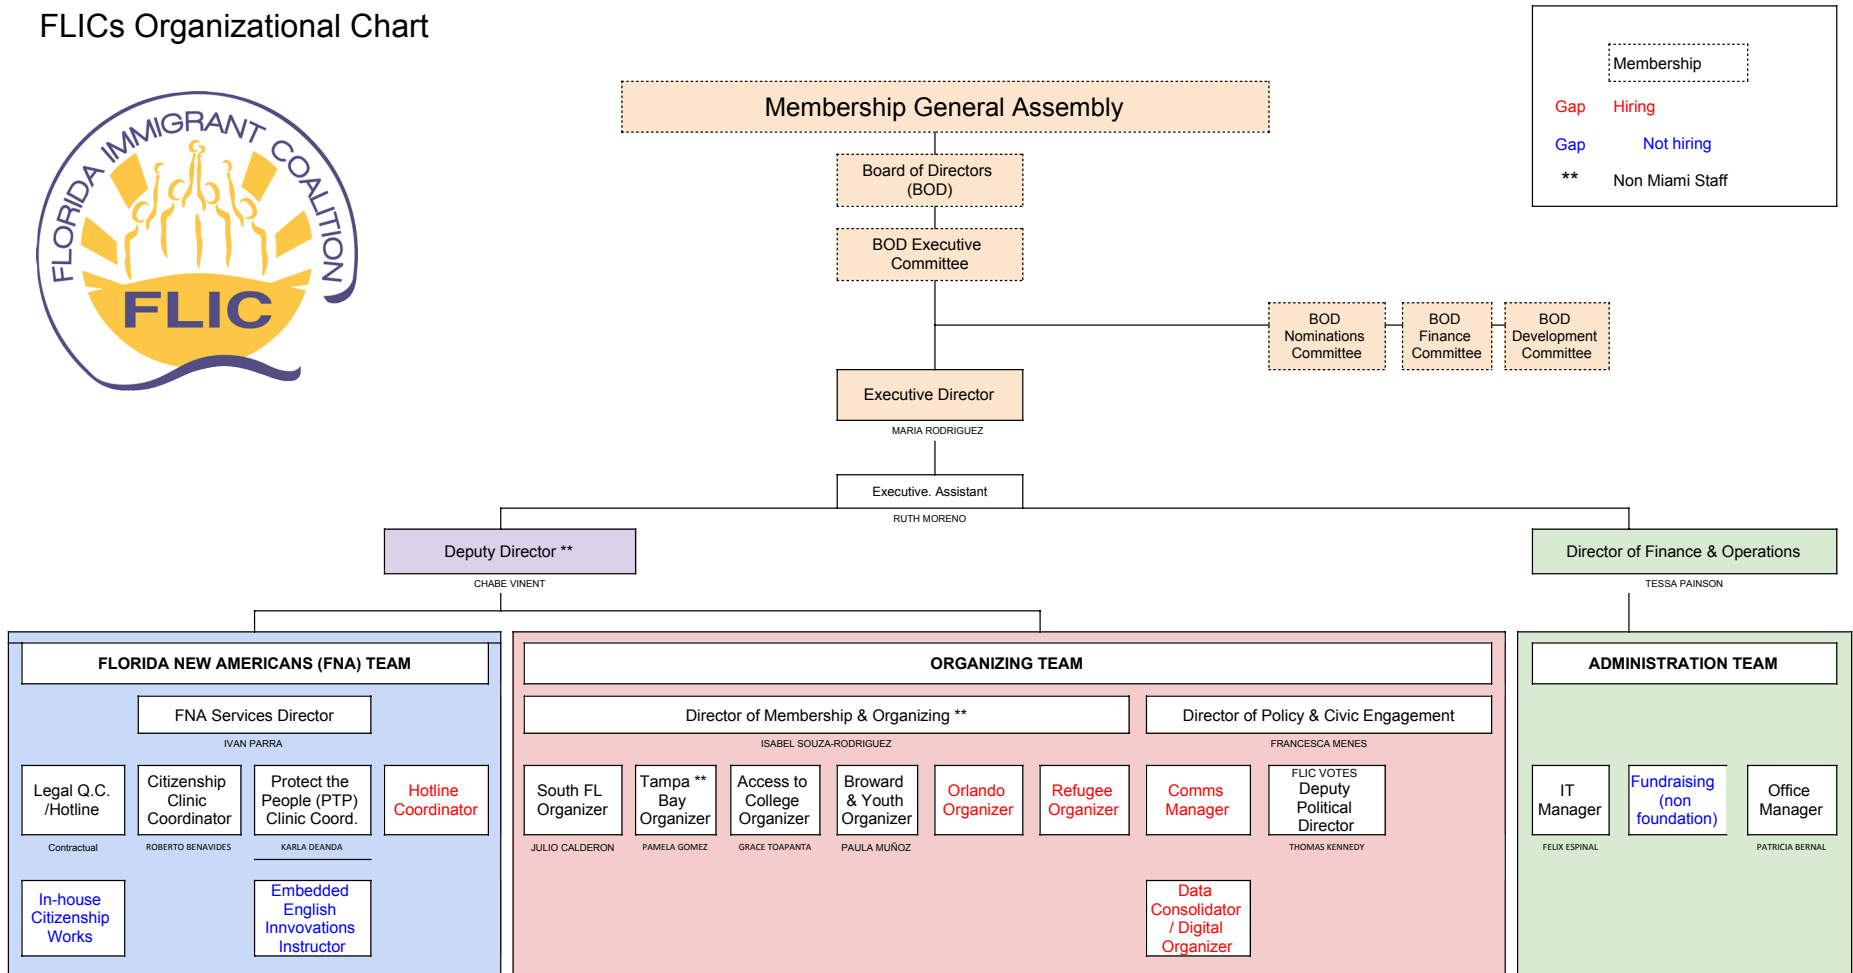 FLICs Organizational Chart
FLORIDA IMMIGRANT COALITION
FLIC
Membership
Gap Hiring
Gap Not hiring
** Non Miami Staff
Membership General Assembly
Board of Directors
(BOD)
BOD Executive
Committee
BOD
Nominations
Committee
BOD
Finance
Committee
BOD
Development
Committee
Executive Director
MARIA RODRIGUEZ
Executive. Assistant
RUTH MORENO
Deputy Director **
CHABE VINENT
Director of Finance & Operations
TESSA PAINSON
FLORIDA NEW AMERICANS (FNA) TEAM
FNA Services Director
IVAN PARRA
Legal Q.C.
/Hotline
Contractual
Citizenship
Clinic
Coordinator
ROBERTO BENAVIDES
Protect the
People (PTP)
Clinic Coord.
KARLA DEANDA
Hotline
Coordinator
In-house
Citizenship
Works
Embedded
English
Innvovations
Instructor
ORGANIZING TEAM
Director of Membership & Organizing **
ISABEL SOUZA-RODRIGUEZ
Director of Policy & Civic Engagement
FRANCESCA MENES
South FL
Organizer
JULIO CALDERON
Tampa **
Bay
Organizer
PAMELA GOMEZ
Access to
College
Organizer
GRACE TOAPANTA
Broward
& Youth
Organizer
PAULA MUÑOZ
Orlando
Organizer
Refugee
Organizer
Comms
Manager
FLIC VOTES
Deputy
Political
Director
THOMAS KENNEDY
Data
Consolidator
/ Digital
Organizer
ADMINISTRATION TEAM
IT
Manager
FELIX ESPINAL
Fundraising
(non
foundation)
Office
Manager
PATRICIA BERNAL